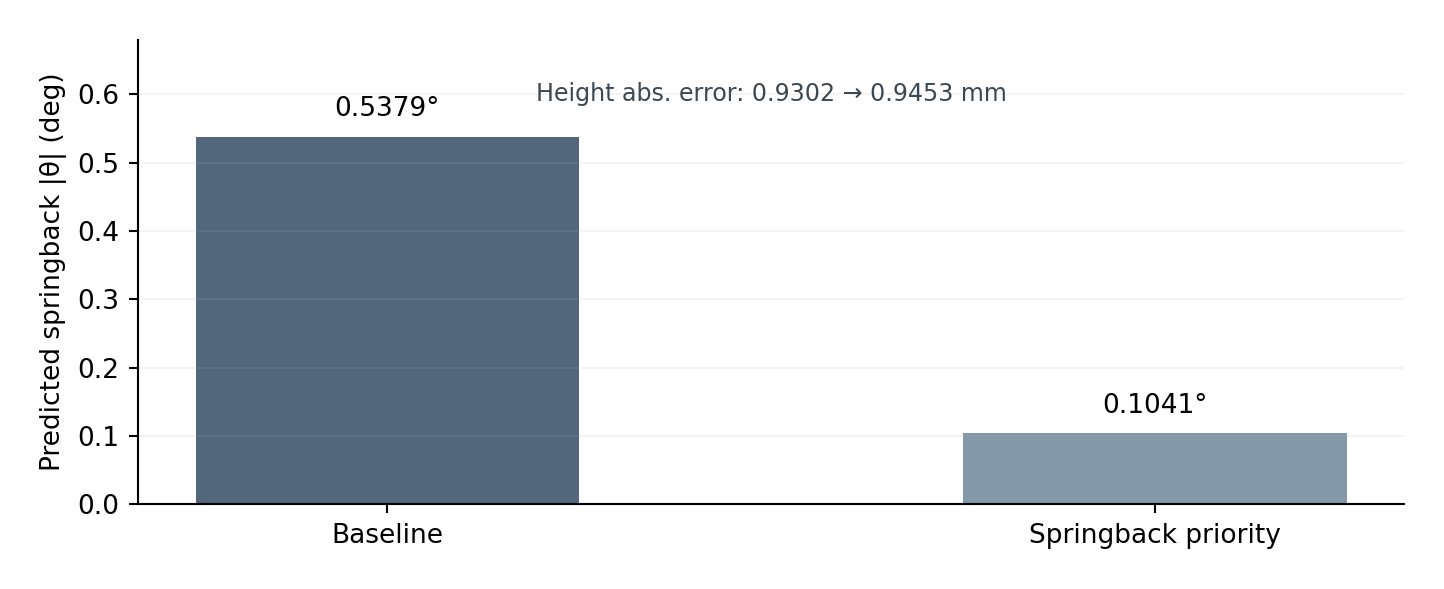 Predicted springback |θ| (deg)
0.6
0.5
0.4
0.3
0.2
0.1
0.0
Height abs. error: 0.9302 → 0.9453 mm
0.5379°
0.1041°
Baseline
Springback priority